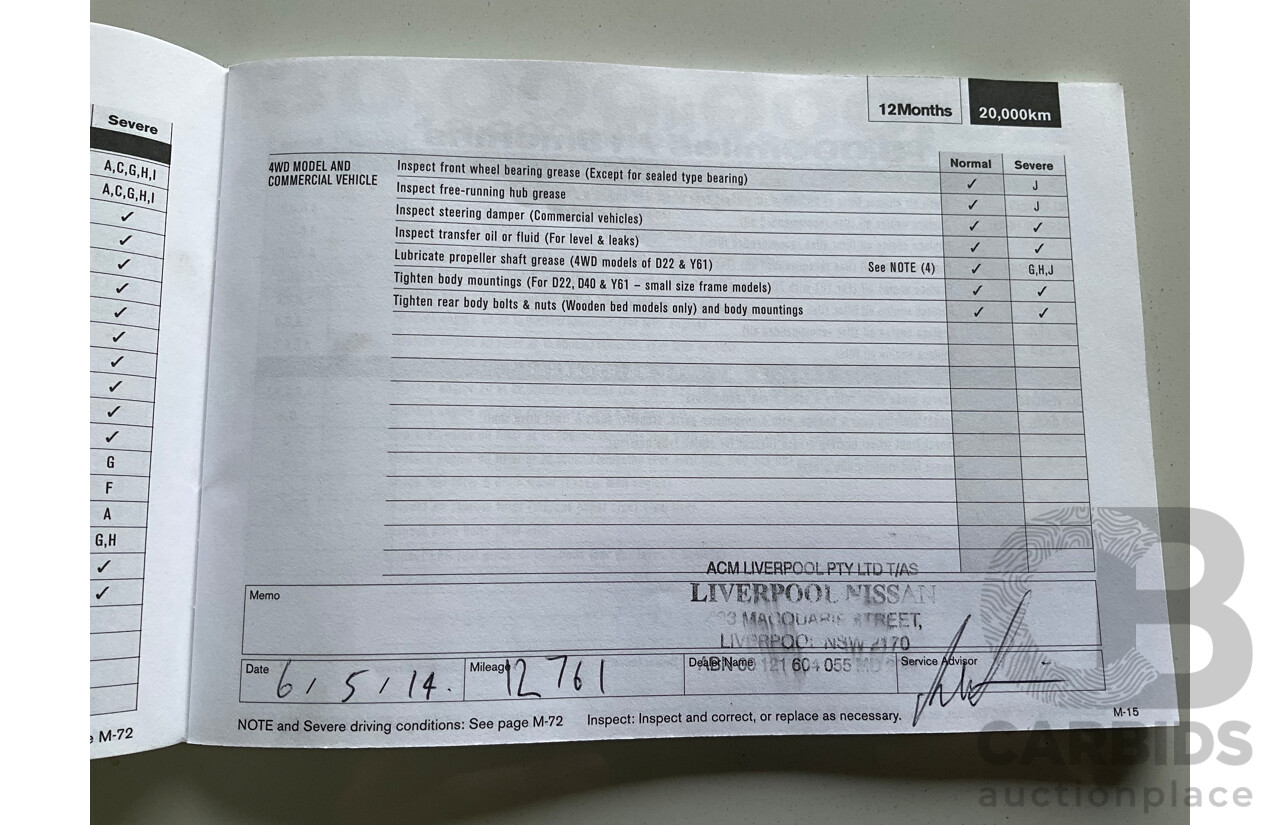 Severe
A,C,G,H,I
A,C,G,H,I
✓
✓
✓
✓
✓
✓
✓
✓
✓
✓
G
F
A
G,H
✓
✓
M-72
12Months 20,000km
Normal Severe
4WD MODEL AND
COMMERCIAL VEHICLE
Inspect front wheel bearing grease (Except for sealed type bearing) ✓ J
Inspect free-running hub grease ✓ J
Inspect steering damper (Commercial vehicles) ✓ ✓
Inspect transfer oil or fluid (For level & leaks) ✓ ✓
Lubricate propeller shaft grease (4WD models of D22 & Y61) See NOTE (4) ✓ G,H,J
Tighten body mountings (For D22, D40 & Y61 – small size frame models) ✓ ✓
Tighten rear body bolts & nuts (Wooden bed models only) and body mountings ✓ ✓
ACM LIVERPOOL PTY LTD T/AS
LIVERPOOL NISSAN
MACQUARIE STREET,
LIVERPOOL NSW 2170
Memo
Date 6 / 5 / 14. Mileage 12 761 Dealer Name ABN 121 604 055 Service Advisor
NOTE and Severe driving conditions: See page M-72 Inspect: Inspect and correct, or replace as necessary.
M-15
CARBIDS
auctionplace